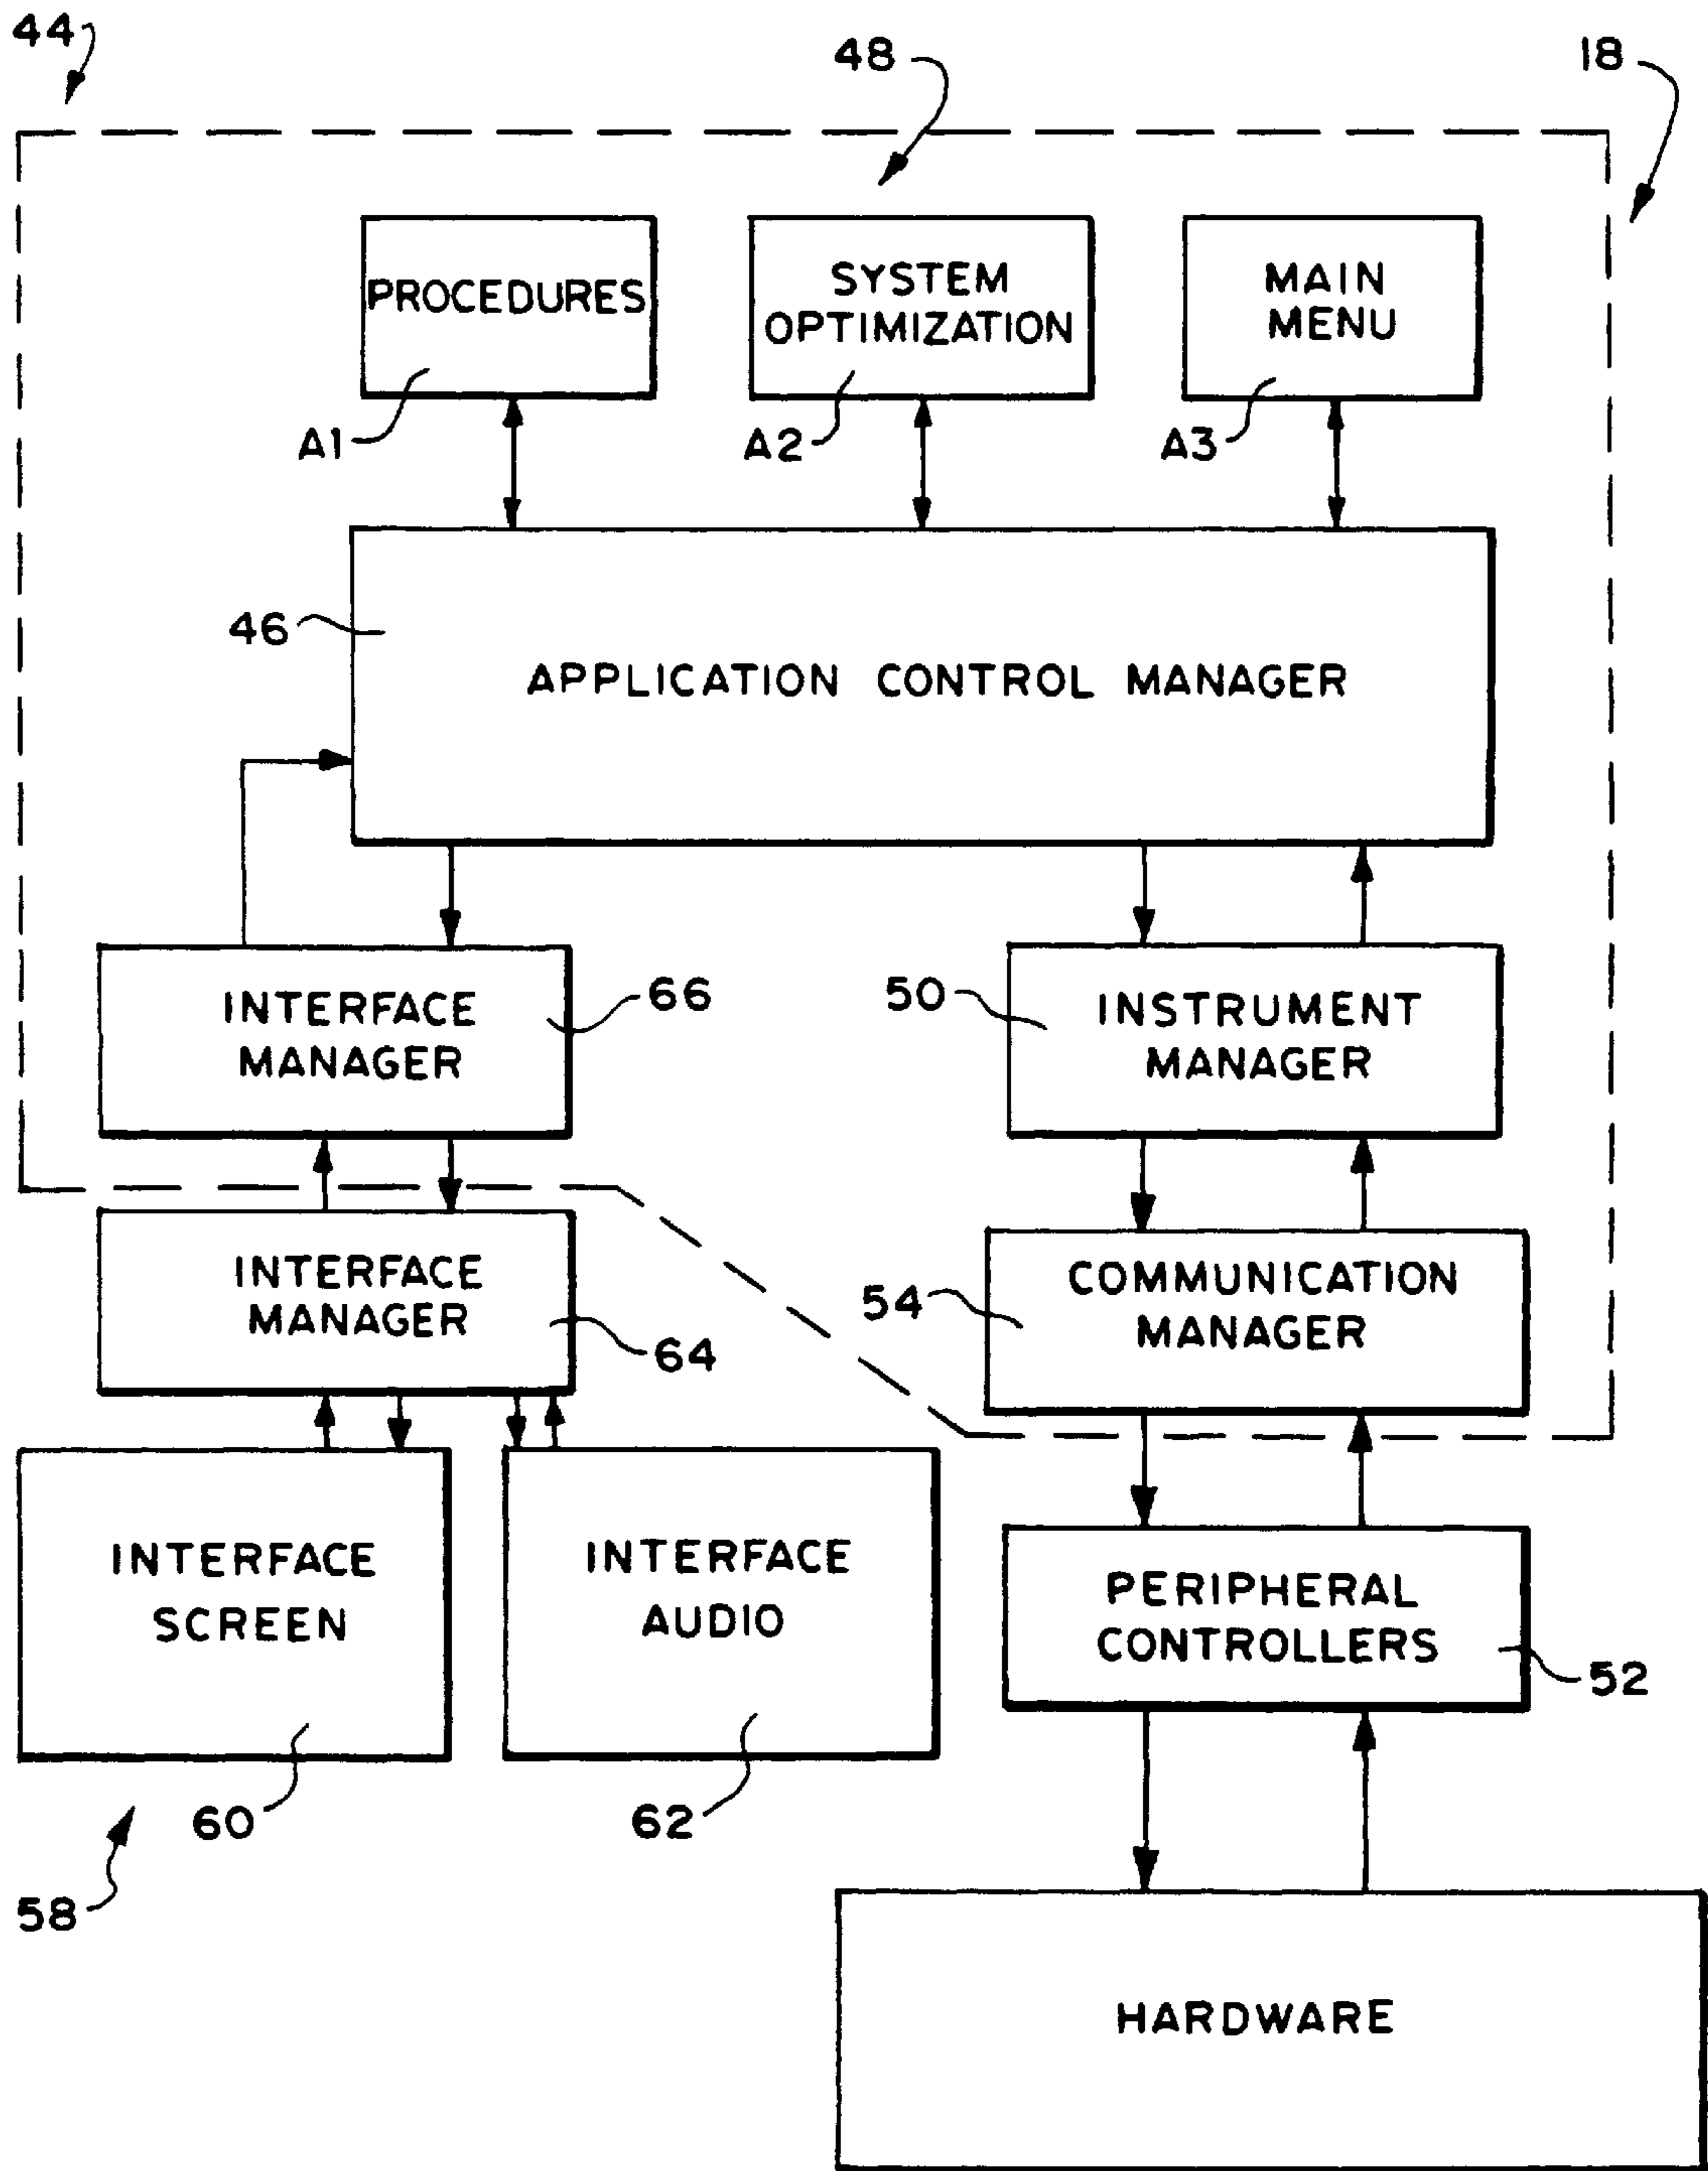 44
48
18
PROCEDURES
SYSTEM
OPTIMIZATION
MAIN
MENU
A1
A2
A3
46
APPLICATION CONTROL MANAGER
INTERFACE
MANAGER
66
50
INSTRUMENT
MANAGER
INTERFACE
MANAGER
64
54
COMMUNICATION
MANAGER
INTERFACE
SCREEN
INTERFACE
AUDIO
PERIPHERAL
CONTROLLERS
52
60
62
58
HARDWARE